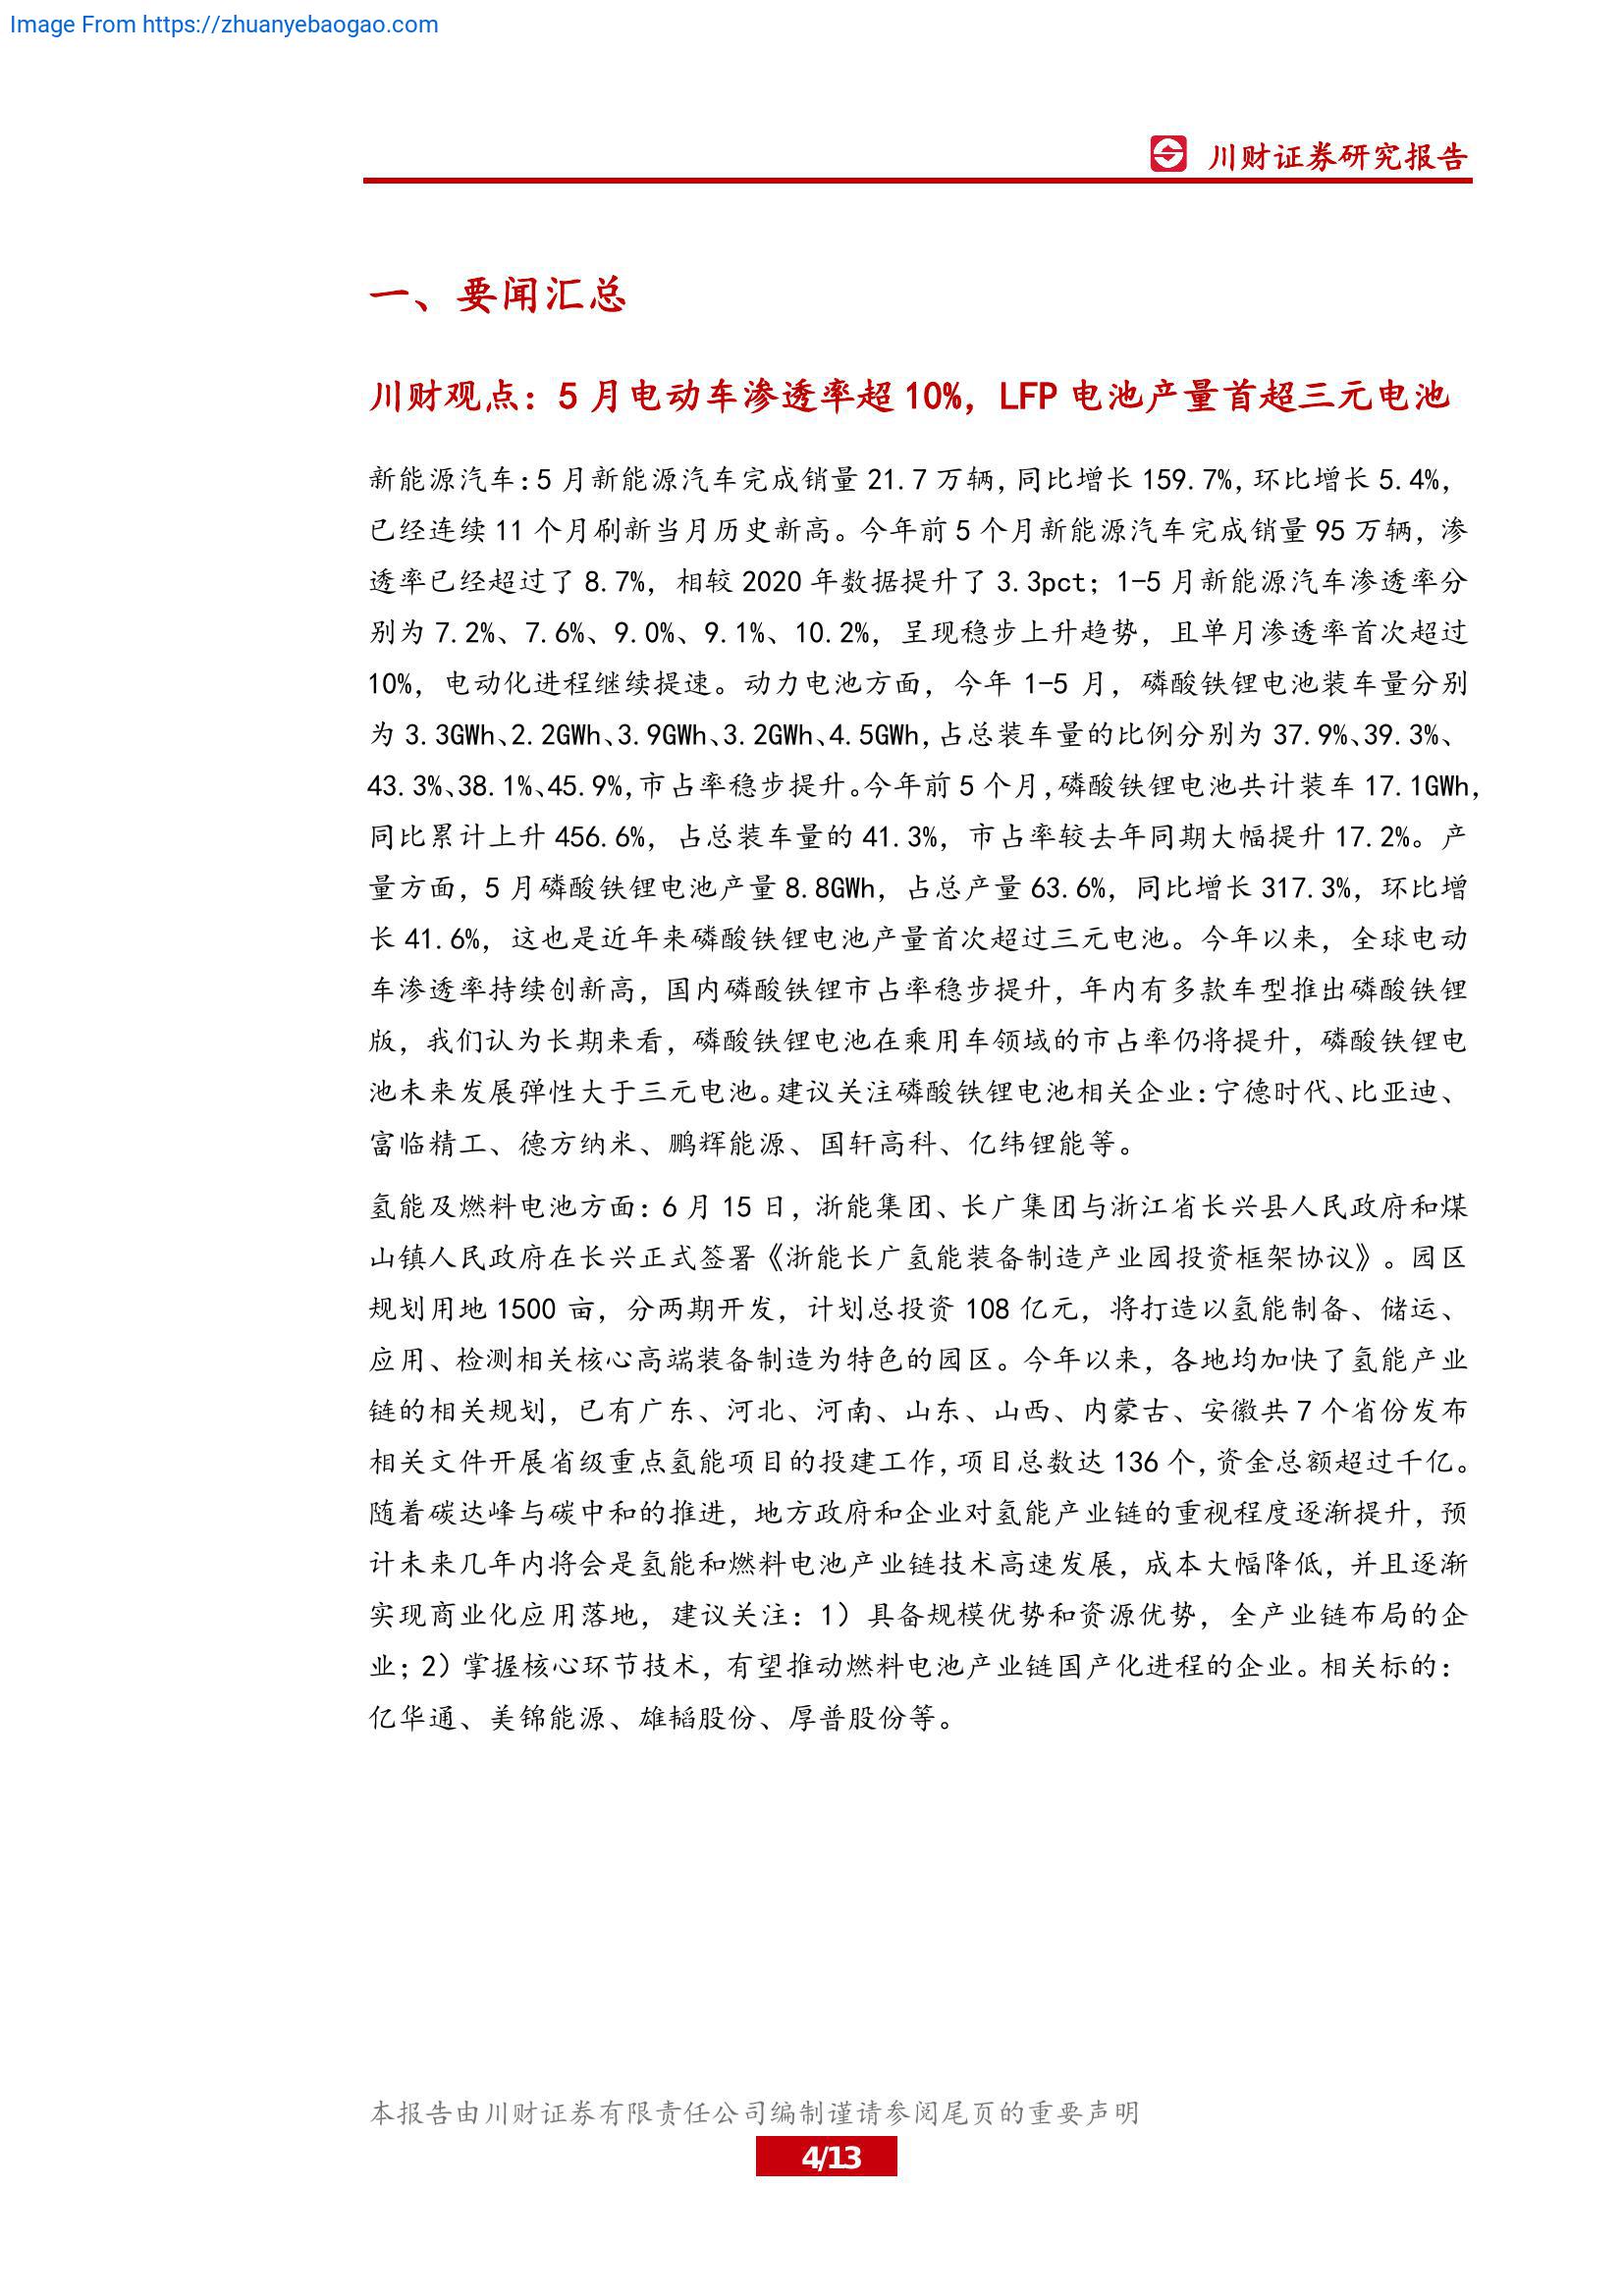 Image From https://zhuanyebaogao.com
川财证券研究报告
一、要闻汇总
川财观点：5 月电动车渗透率超 10%，LFP 电池产量首超三元电池
新能源汽车：5 月新能源汽车完成销量 21.7 万辆，同比增长 159.7%，环比增长 5.4%，
已经连续 11 个月刷新当月历史新高。今年前 5 个月新能源汽车完成销量 95 万辆，渗
透率已经超过了 8.7%，相较 2020 年数据提升了 3.3pct；1-5 月新能源汽车渗透率分
别为 7.2%、7.6%、9.0%、9.1%、10.2%，呈现稳步上升趋势，且单月渗透率首次超过
10%，电动化进程继续提速。动力电池方面，今年 1-5 月，磷酸铁锂电池装车量分别
为 3.3GWh、2.2GWh、3.9GWh、3.2GWh、4.5GWh，占总装车量的比例分别为 37.9%、39.3%、
43.3%、38.1%、45.9%，市占率稳步提升。今年前 5 个月，磷酸铁锂电池共计装车 17.1GWh，
同比累计上升 456.6%，占总装车量的 41.3%，市占率较去年同期大幅提升 17.2%。产
量方面，5 月磷酸铁锂电池产量 8.8GWh，占总产量 63.6%，同比增长 317.3%，环比增
长 41.6%，这也是近年来磷酸铁锂电池产量首次超过三元电池。今年以来，全球电动
车渗透率持续创新高，国内磷酸铁锂市占率稳步提升，年内有多款车型推出磷酸铁锂
版，我们认为长期来看，磷酸铁锂电池在乘用车领域的市占率仍将提升，磷酸铁锂电
池未来发展弹性大于三元电池。建议关注磷酸铁锂电池相关企业：宁德时代、比亚迪、
富临精工、德方纳米、鹏辉能源、国轩高科、亿纬锂能等。
氢能及燃料电池方面：6 月 15 日，浙能集团、长广集团与浙江省长兴县人民政府和煤
山镇人民政府在长兴正式签署《浙能长广氢能装备制造产业园投资框架协议》。园区
规划用地 1500 亩，分两期开发，计划总投资 108 亿元，将打造以氢能制备、储运、
应用、检测相关核心高端装备制造为特色的园区。今年以来，各地均加快了氢能产业
链的相关规划，已有广东、河北、河南、山东、山西、内蒙古、安徽共 7 个省份发布
相关文件开展省级重点氢能项目的投建工作，项目总数达 136 个，资金总额超过千亿。
随着碳达峰与碳中和的推进，地方政府和企业对氢能产业链的重视程度逐渐提升，预
计未来几年内将会是氢能和燃料电池产业链技术高速发展，成本大幅降低，并且逐渐
实现商业化应用落地，建议关注：1）具备规模优势和资源优势，全产业链布局的企
业；2）掌握核心环节技术，有望推动燃料电池产业链国产化进程的企业。相关标的：
亿华通、美锦能源、雄韬股份、厚普股份等。
本报告由川财证券有限责任公司编制谨请参阅尾页的重要声明
4/13